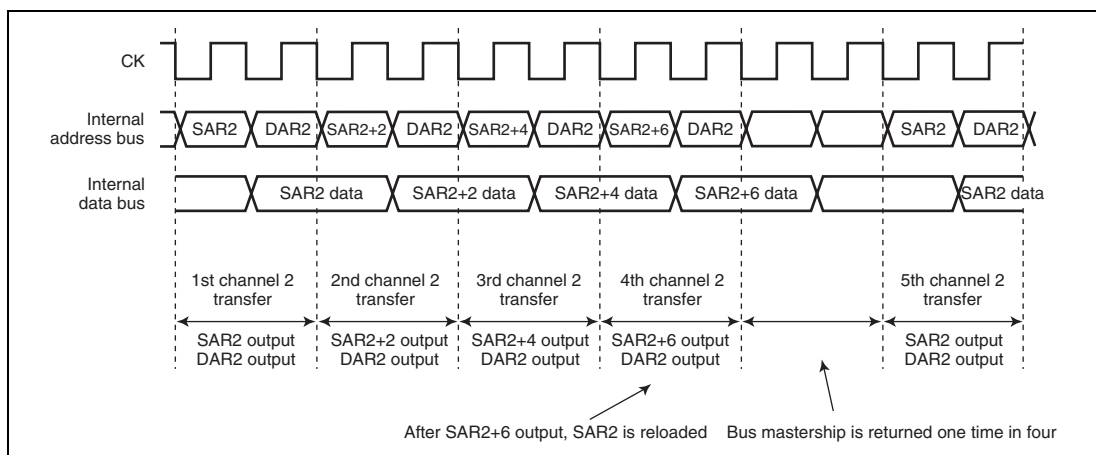 CK
Internal
address bus
SAR2 DAR2 SAR2+2 DAR2 SAR2+4 DAR2 SAR2+6 DAR2 SAR2 DAR2
Internal
data bus
SAR2 data SAR2+2 data SAR2+4 data SAR2+6 data SAR2 data
1st channel 2
transfer
2nd channel 2
transfer
3rd channel 2
transfer
4th channel 2
transfer
5th channel 2
transfer
SAR2 output
DAR2 output
SAR2+2 output
DAR2 output
SAR2+4 output
DAR2 output
SAR2+6 output
DAR2 output
SAR2 output
DAR2 output
After SAR2+6 output, SAR2 is reloaded
Bus mastership is returned one time in four